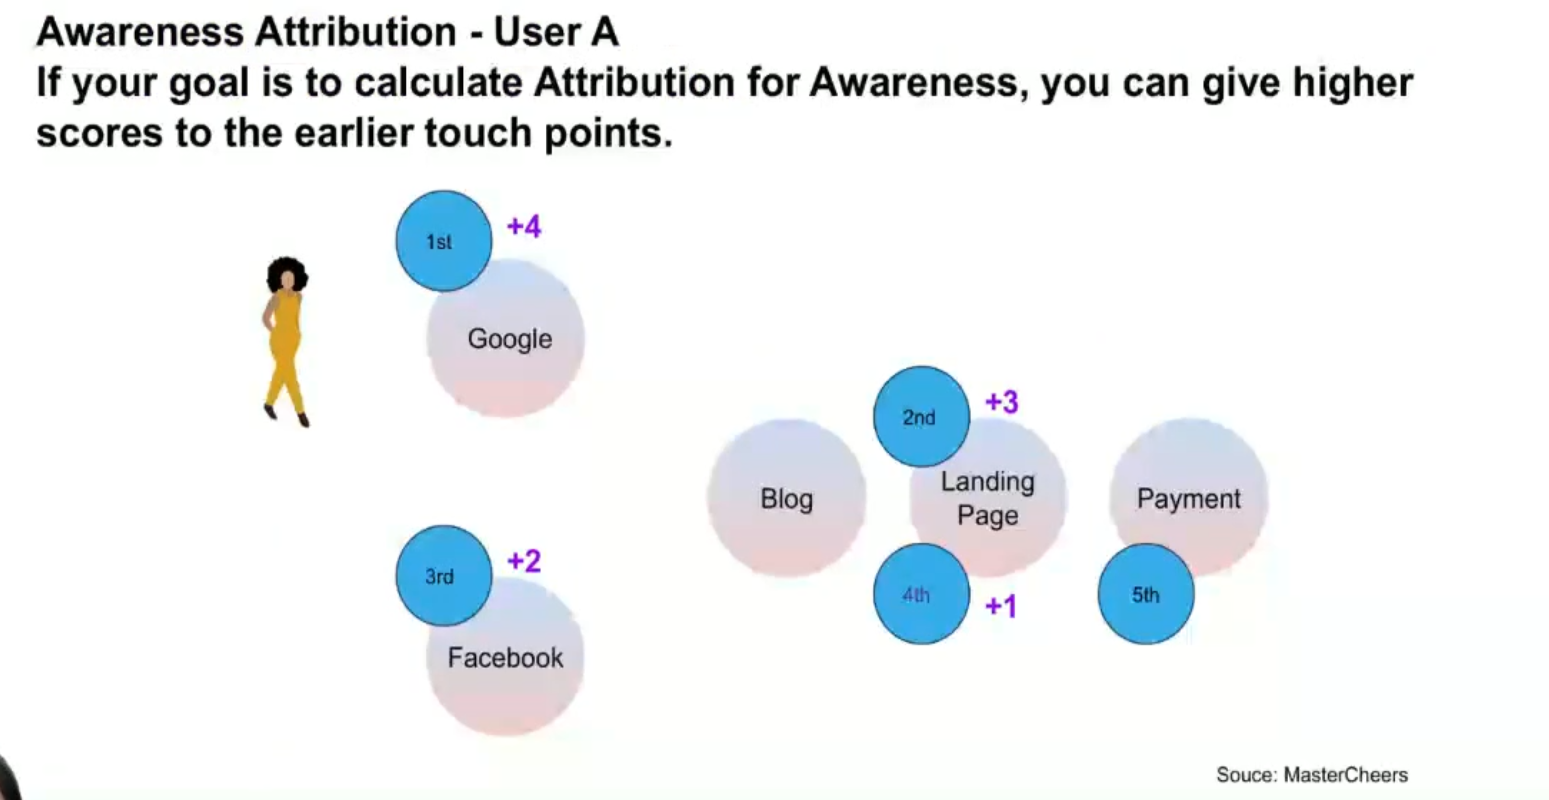 Awareness Attribution - User A
If your goal is to calculate Attribution for Awareness, you can give higher
scores to the earlier touch points.
1st
+4
Google
2nd
+3
Blog
Landing
Page
Payment
3rd
+2
4th
+1
5th
Facebook
Souce: MasterCheers